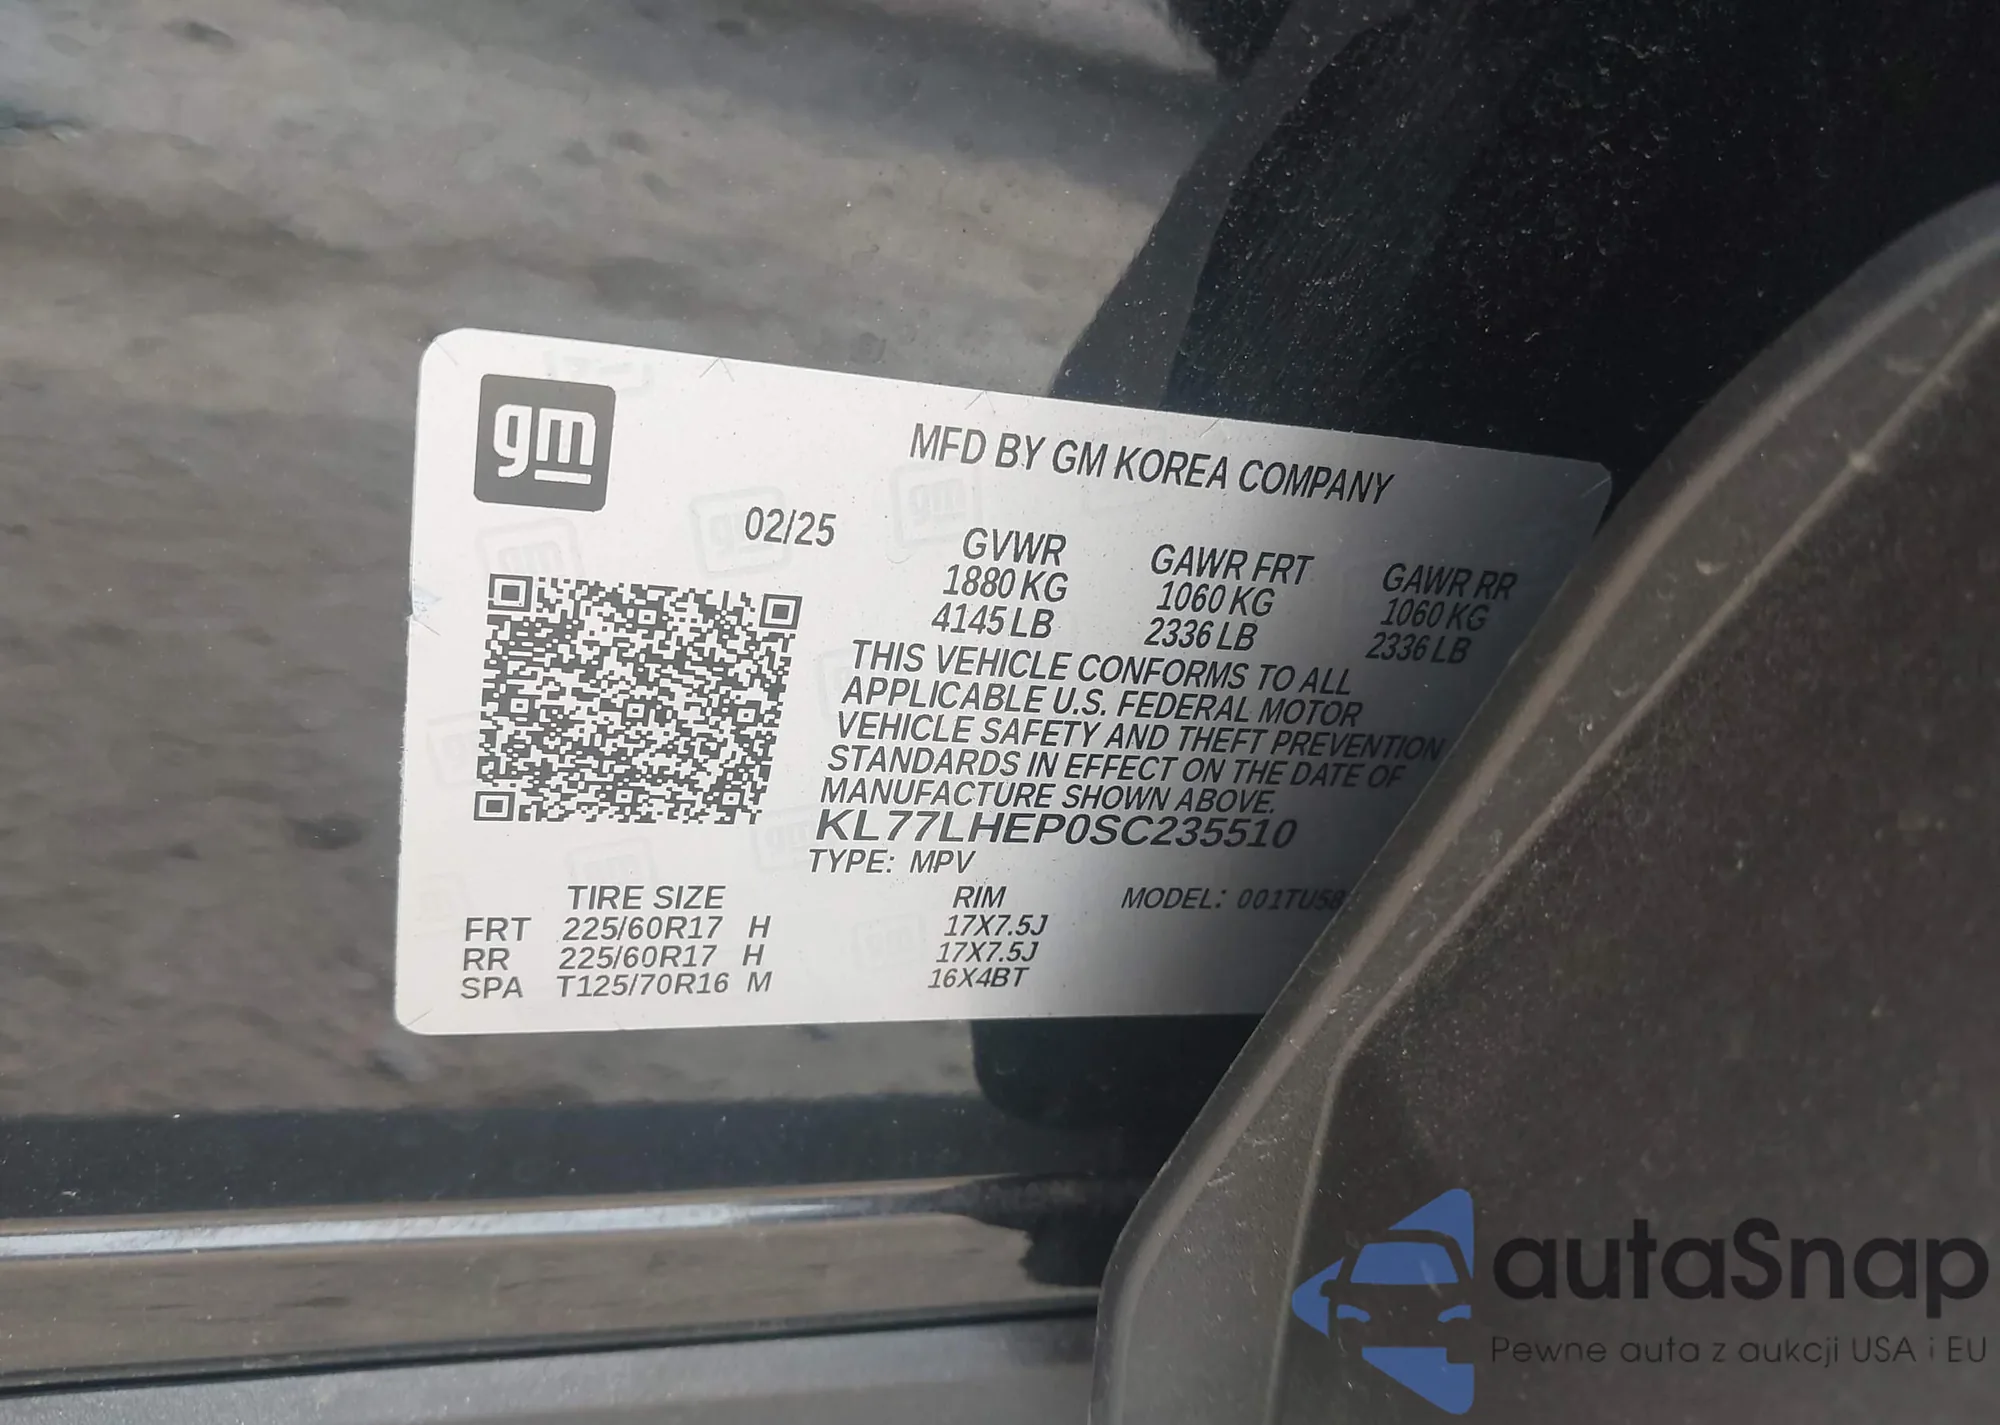 gm
MFD BY GM KOREA COMPANY
02/25
GVWR GAWR FRT GAWR RR
1880 KG 1060 KG 1060 KG
4145 LB 2336 LB 2336 LB
THIS VEHICLE CONFORMS TO ALL
APPLICABLE U.S. FEDERAL MOTOR
VEHICLE SAFETY AND THEFT PREVENTION
STANDARDS IN EFFECT ON THE DATE OF
MANUFACTURE SHOWN ABOVE.
KL77LHEP0SC235510
TYPE: MPV
TIRE SIZE RIM MODEL:
FRT 225/60R17 H 17X7.5J
RR 225/60R17 H 17X7.5J
SPA T125/70R16 M 16X4BT
autaSnap
Pewne auta z aukcji USA i EU